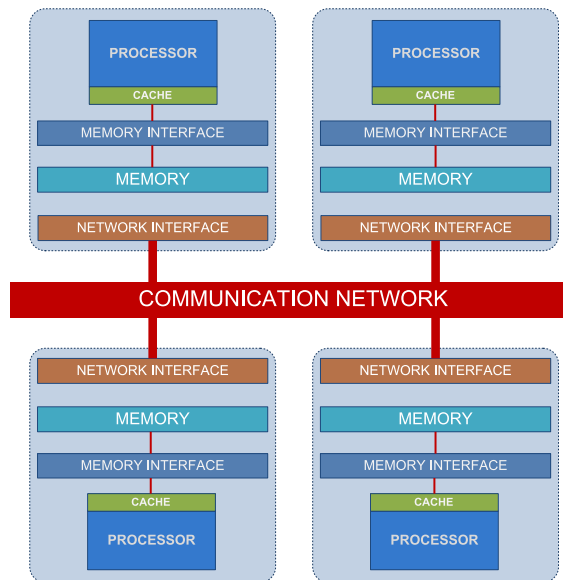 PROCESSOR
CACHE
MEMORY INTERFACE
MEMORY
NETWORK INTERFACE
PROCESSOR
CACHE
MEMORY INTERFACE
MEMORY
NETWORK INTERFACE
COMMUNICATION NETWORK
NETWORK INTERFACE
MEMORY
MEMORY INTERFACE
CACHE
PROCESSOR
NETWORK INTERFACE
MEMORY
MEMORY INTERFACE
CACHE
PROCESSOR